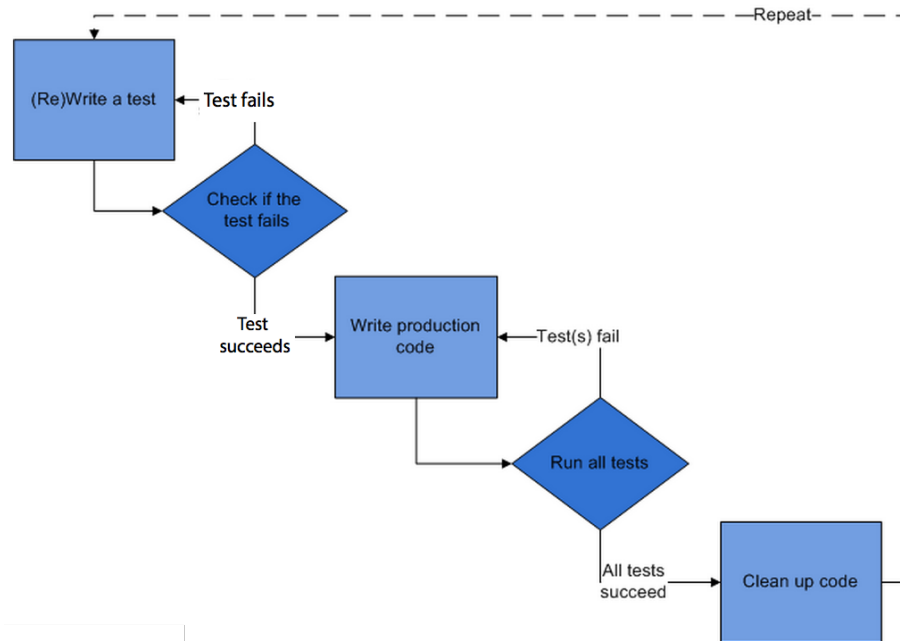 Repeat
(Re)Write a test
Test fails
Check if the
test fails
Test
succeeds
Write production
code
Test(s) fail
Run all tests
All tests
succeed
Clean up code